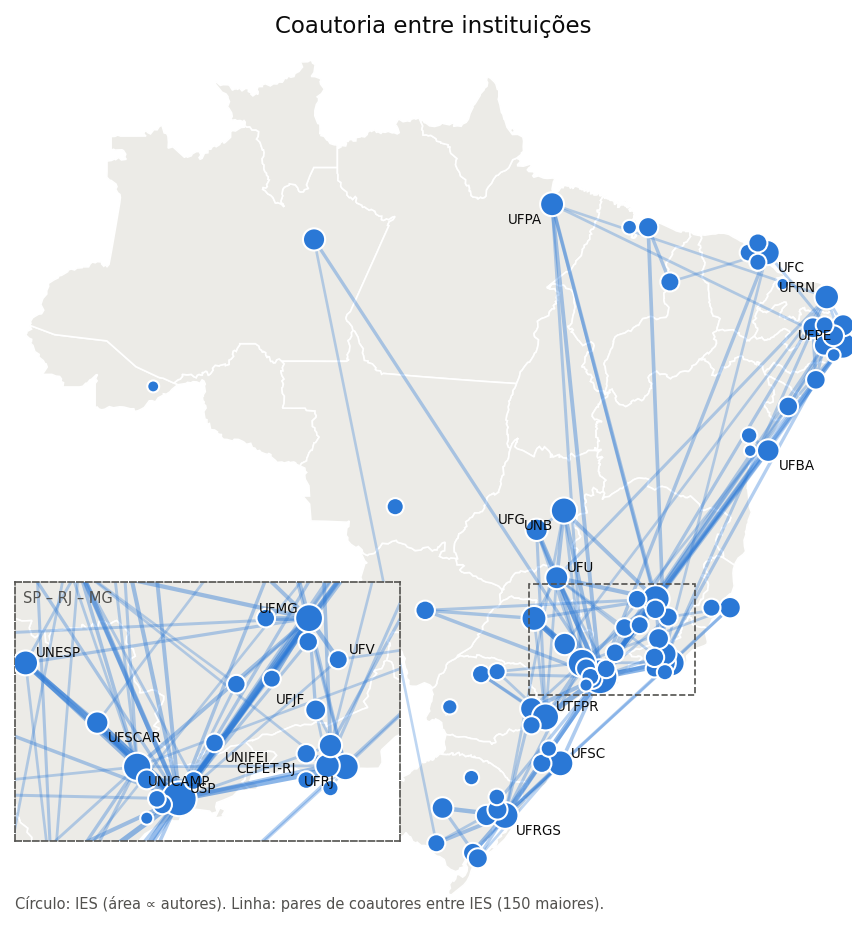 Coautoria entre instituições
UFPA
UFC
UFRN
UFPE
UFBA
UFG
UNB
UFU
SP – RJ – MG
UFMG
UNESP
UFV
UFJF
UFSCAR
UNIFEI
CEFET-RJ
UNICAMP
UFRJ
USP
UTFPR
UFSC
UFRGS
Círculo: IES (área ∝ autores). Linha: pares de coautores entre IES (150 maiores).